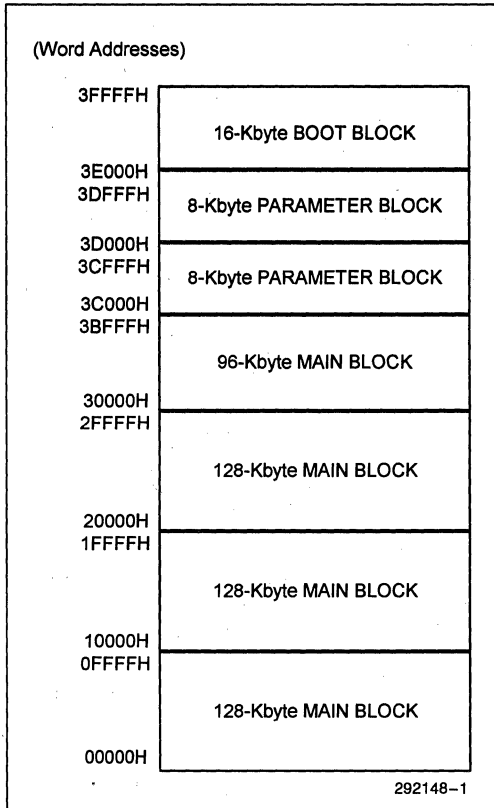 (Word Addresses)
3FFFFH
16-Kbyte BOOT BLOCK
3E000H
3DFFFH
8-Kbyte PARAMETER BLOCK
3D000H
3CFFFH
8-Kbyte PARAMETER BLOCK
3C000H
3BFFFH
96-Kbyte MAIN BLOCK
30000H
2FFFFH
128-Kbyte MAIN BLOCK
20000H
1FFFFH
128-Kbyte MAIN BLOCK
10000H
0FFFFH
128-Kbyte MAIN BLOCK
00000H
292148–1